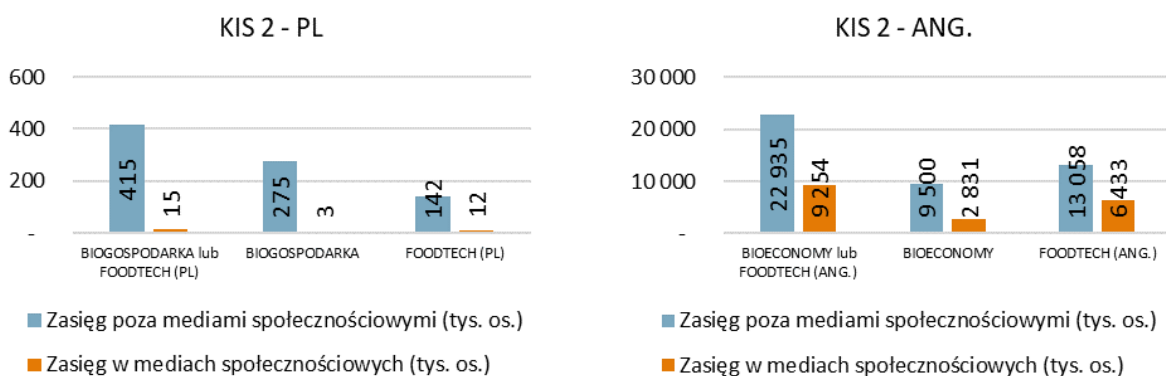 KIS 2 - PL
600
400
200
-
415
15
275
3
142
12
BIOGOSPODARKA lub
FOODTECH (PL)
BIOGOSPODARKA
FOODTECH (PL)
Zasięg poza mediami społecznościowymi (tys. os.)
Zasięg w mediach społecznościowych (tys. os.)
KIS 2 - ANG.
30 000
20 000
10 000
-
22 935
9 254
9 500
2 831
13 058
6 433
BIOECONOMY lub
FOODTECH (ANG.)
BIOECONOMY
FOODTECH (ANG.)
Zasięg poza mediami społecznościowymi (tys. os.)
Zasięg w mediach społecznościowych (tys. os.)